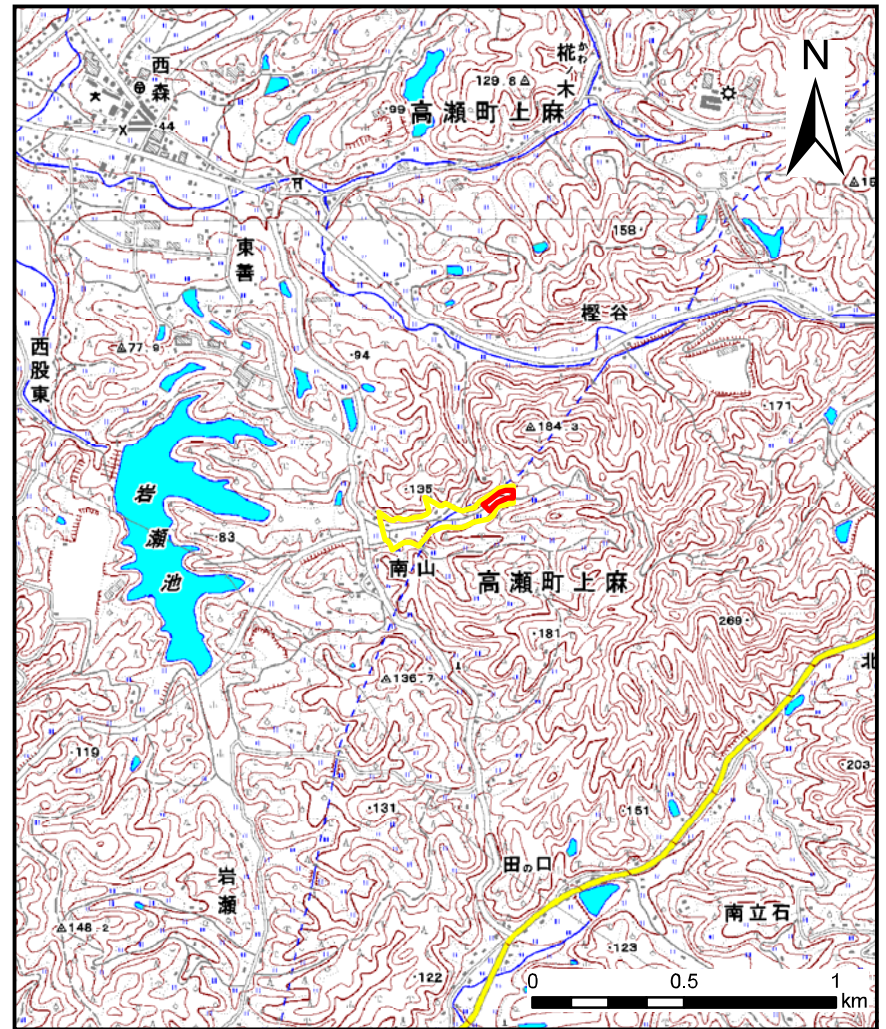 西森
椛ノ木
かわ
129.8
99
高瀬町上麻
N
44
158
東善
樫谷
西股東
77.9
94
171
184.3
135
岩瀬池
83
南山
高瀬町上麻
181
269
北
136.7
119
203
131
151
田の口
岩瀬
南立石
148.2
123
122
0 0.5 1
km